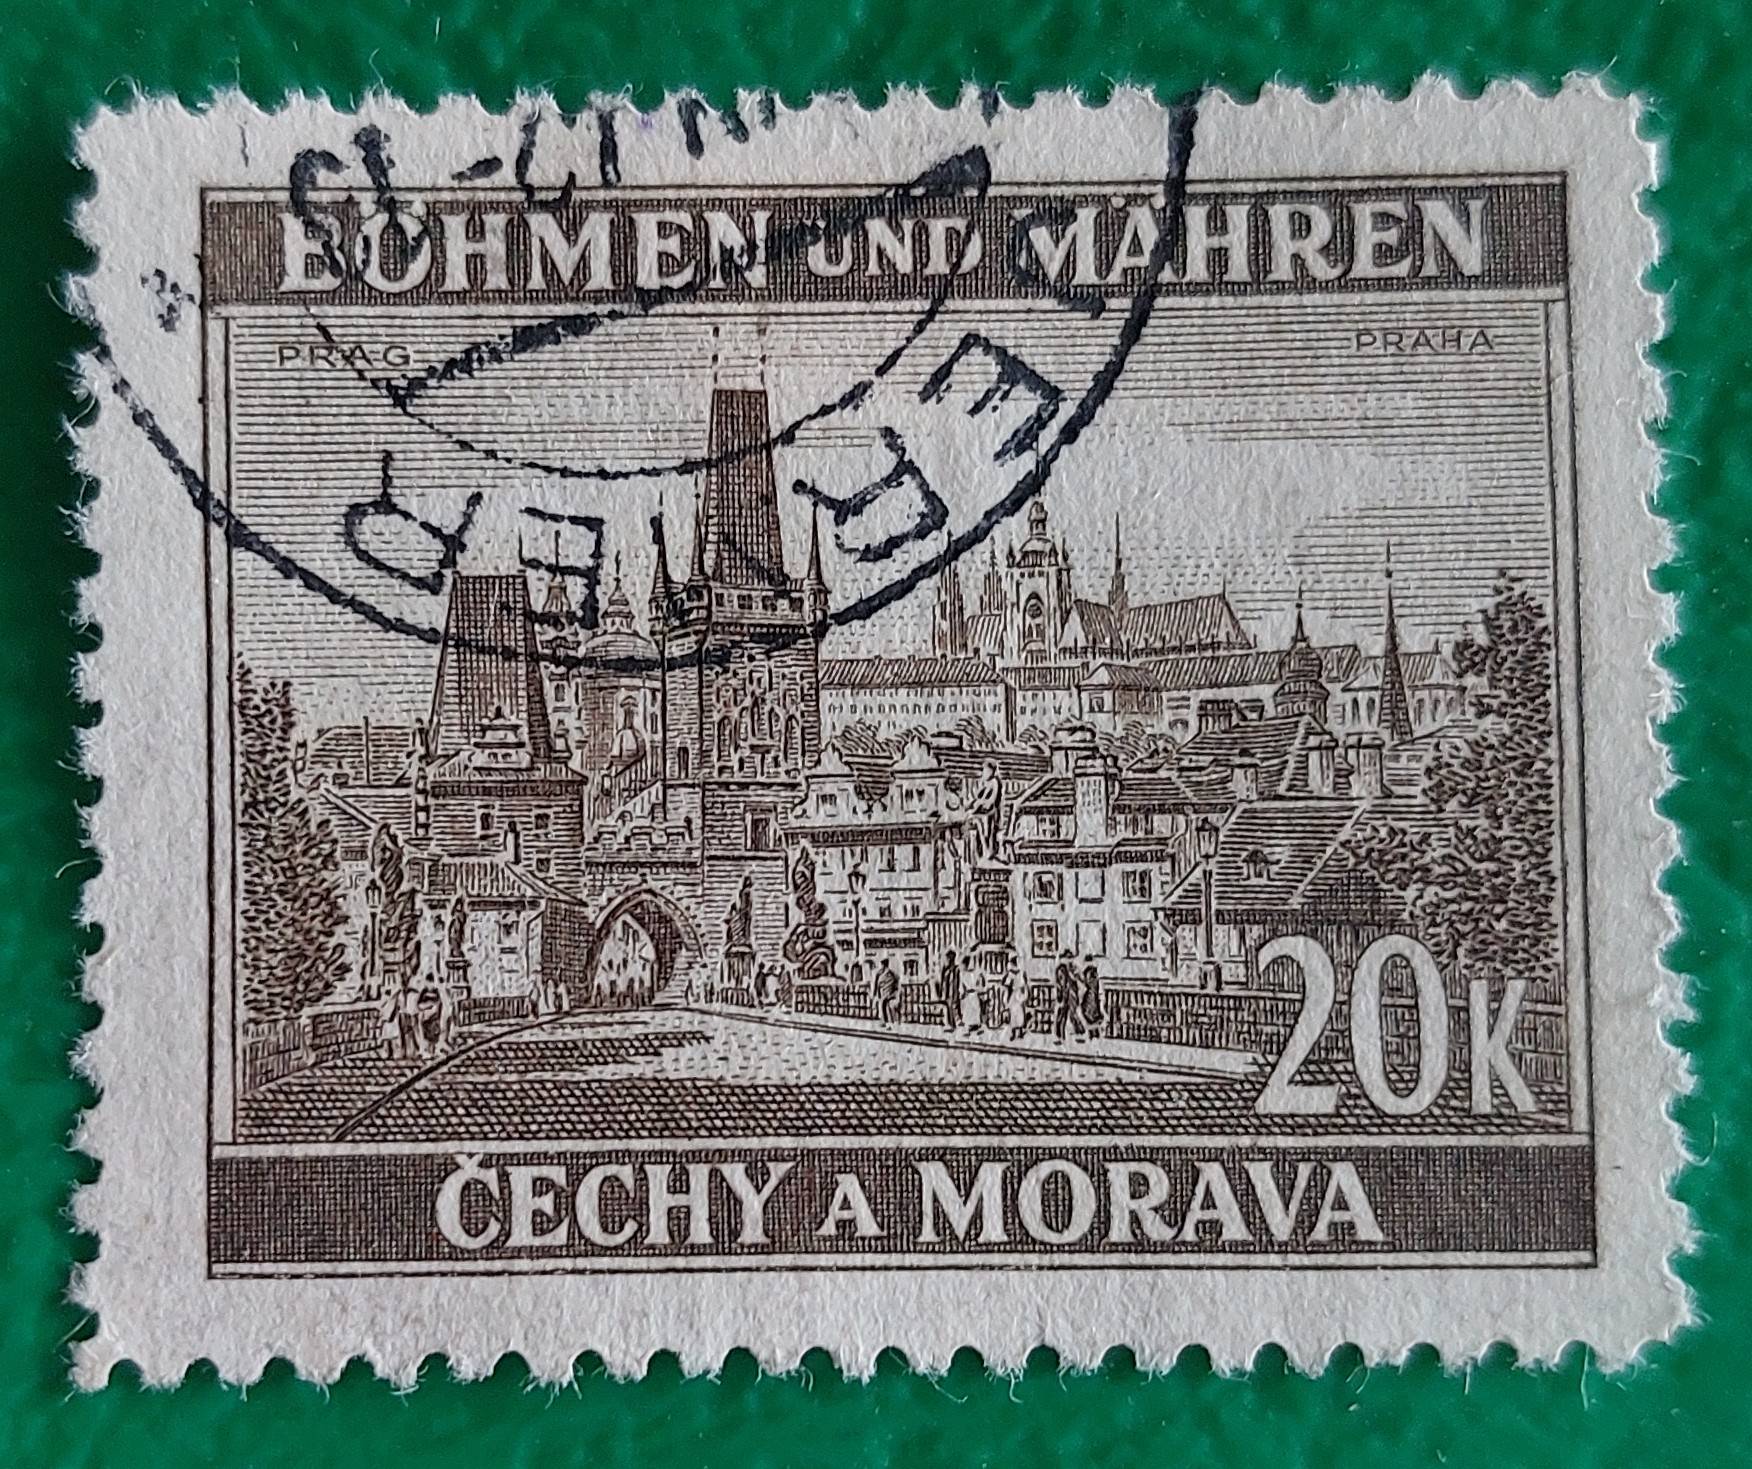 BÖHMEN UND MÄHREN
PRAG PRAHA
20K
ČECHY A MORAVA